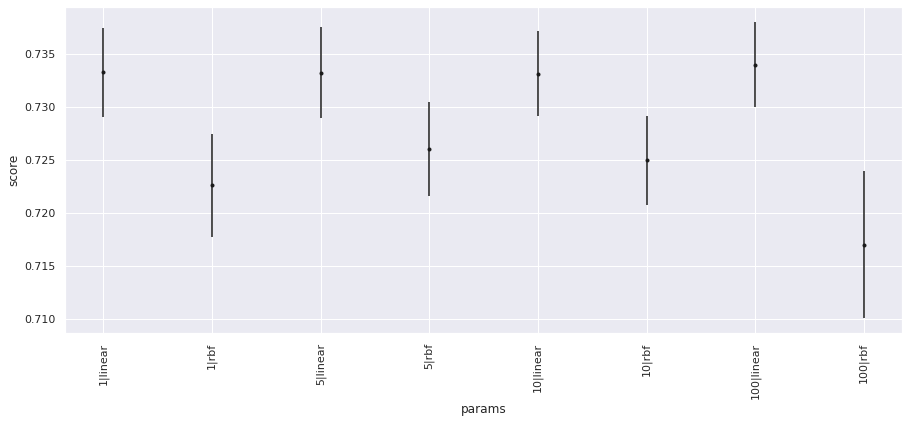 score
0.735
0.730
0.725
0.720
0.715
0.710
1|linear
1|rbf
5|linear
5|rbf
10|linear
10|rbf
100|linear
100|rbf
params